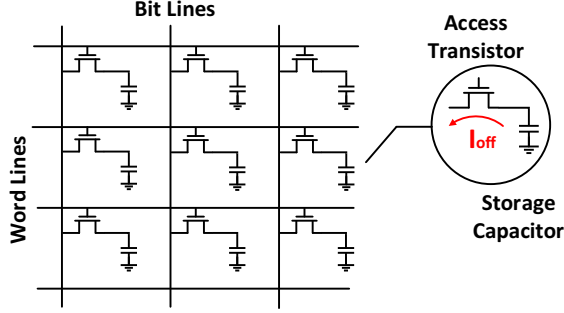 Bit Lines
Access
Transistor
Ioff
Word Lines
Storage
Capacitor